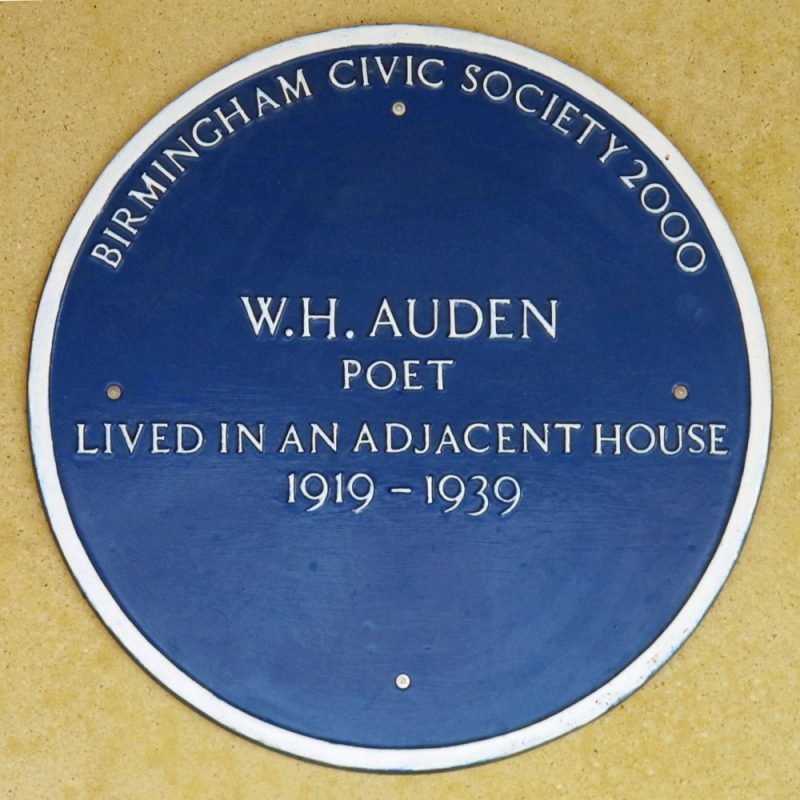 BIRMINGHAM CIVIC SOCIETY 2000
W.H. AUDEN
POET
LIVED IN AN ADJACENT HOUSE
1919 – 1939